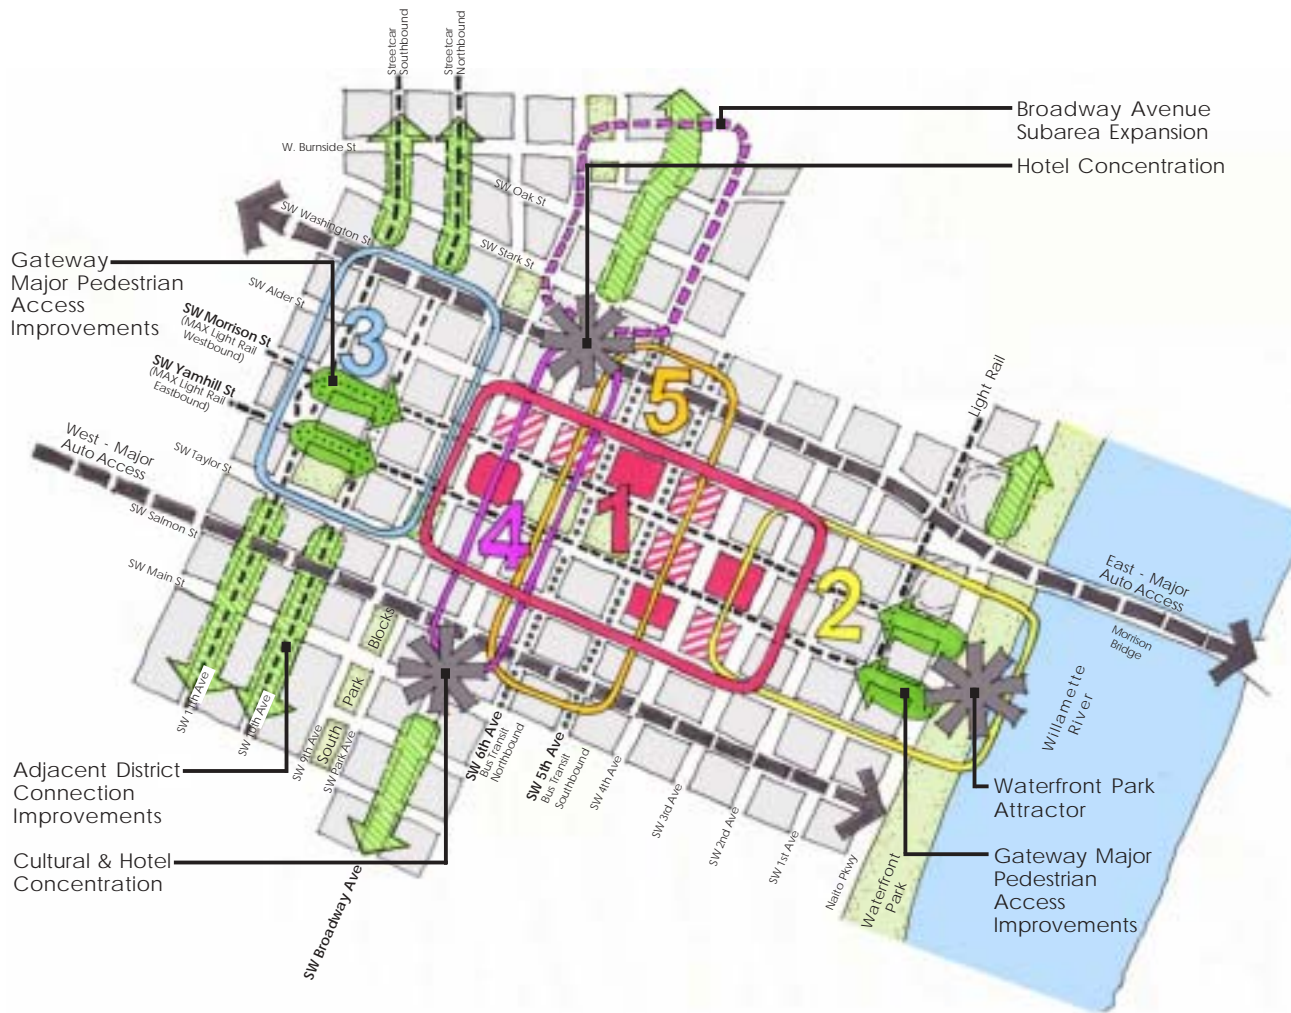 Streetcar
Southbound
Streetcar
Northbound
Broadway Avenue
Subarea Expansion
Hotel Concentration
W. Burnside St
SW Oak St
SW Washington St
SW Stark St
Gateway
Major Pedestrian
Access
Improvements
SW Alder St
SW Morrison St
(MAX Light Rail
Westbound)
SW Yamhill St
(MAX Light Rail
Eastbound)
3
5
Light Rail
West - Major
Auto Access
SW Taylor St
SW Salmon St
SW Main St
4
1
2
East - Major
Auto Access
Morrison
Bridge
Willamette
River
Blocks
Park
South
SW 11th Ave
SW 10th Ave
SW 9th Ave
SW Park Ave
SW 6th Ave
Bus Transit
Northbound
SW 5th Ave
Bus Transit
Southbound
SW 4th Ave
SW 3rd Ave
SW 2nd Ave
SW 1st Ave
Naito Pkwy
Waterfront
Park
SW Broadway Ave
Adjacent District
Connection
Improvements
Cultural & Hotel
Concentration
Waterfront Park
Attractor
Gateway Major
Pedestrian
Access
Improvements